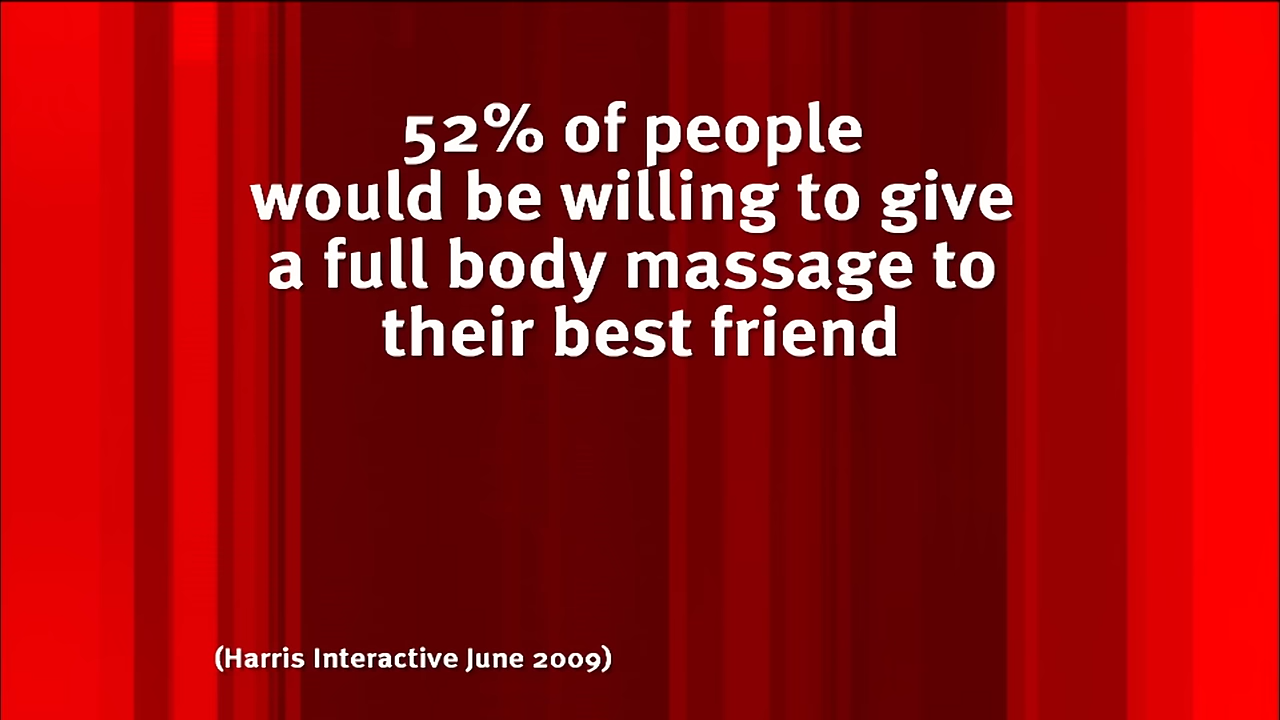 52% of people
would be willing to give
a full body massage to
their best friend
(Harris Interactive June 2009)